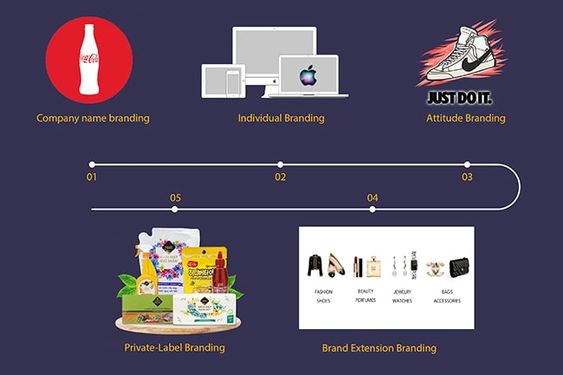 Coca-Cola
JUST DO IT.
Company name branding
Individual Branding
Attitude Branding
01
02
03
05
04
FASHION
SHOES
BEAUTY
PERFUMES
JEWELRY
WATCHES
BAGS
ACCESSORIES
Private-Label Branding
Brand Extension Branding